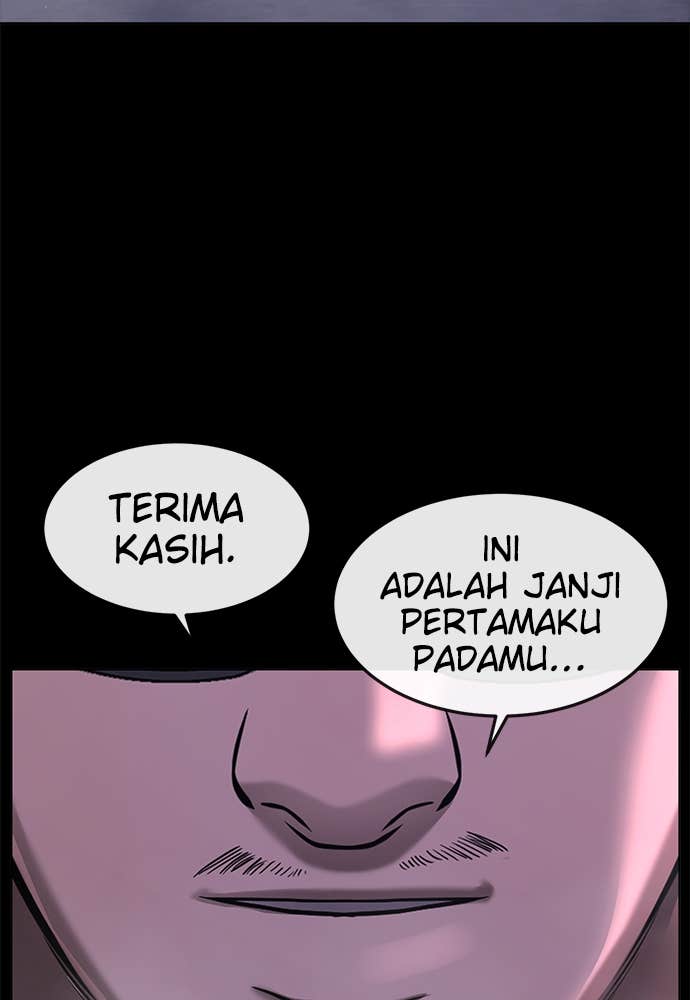 TERIMA
KASIH.
INI
ADALAH JANJI
PERTAMAKU
PADAMU...